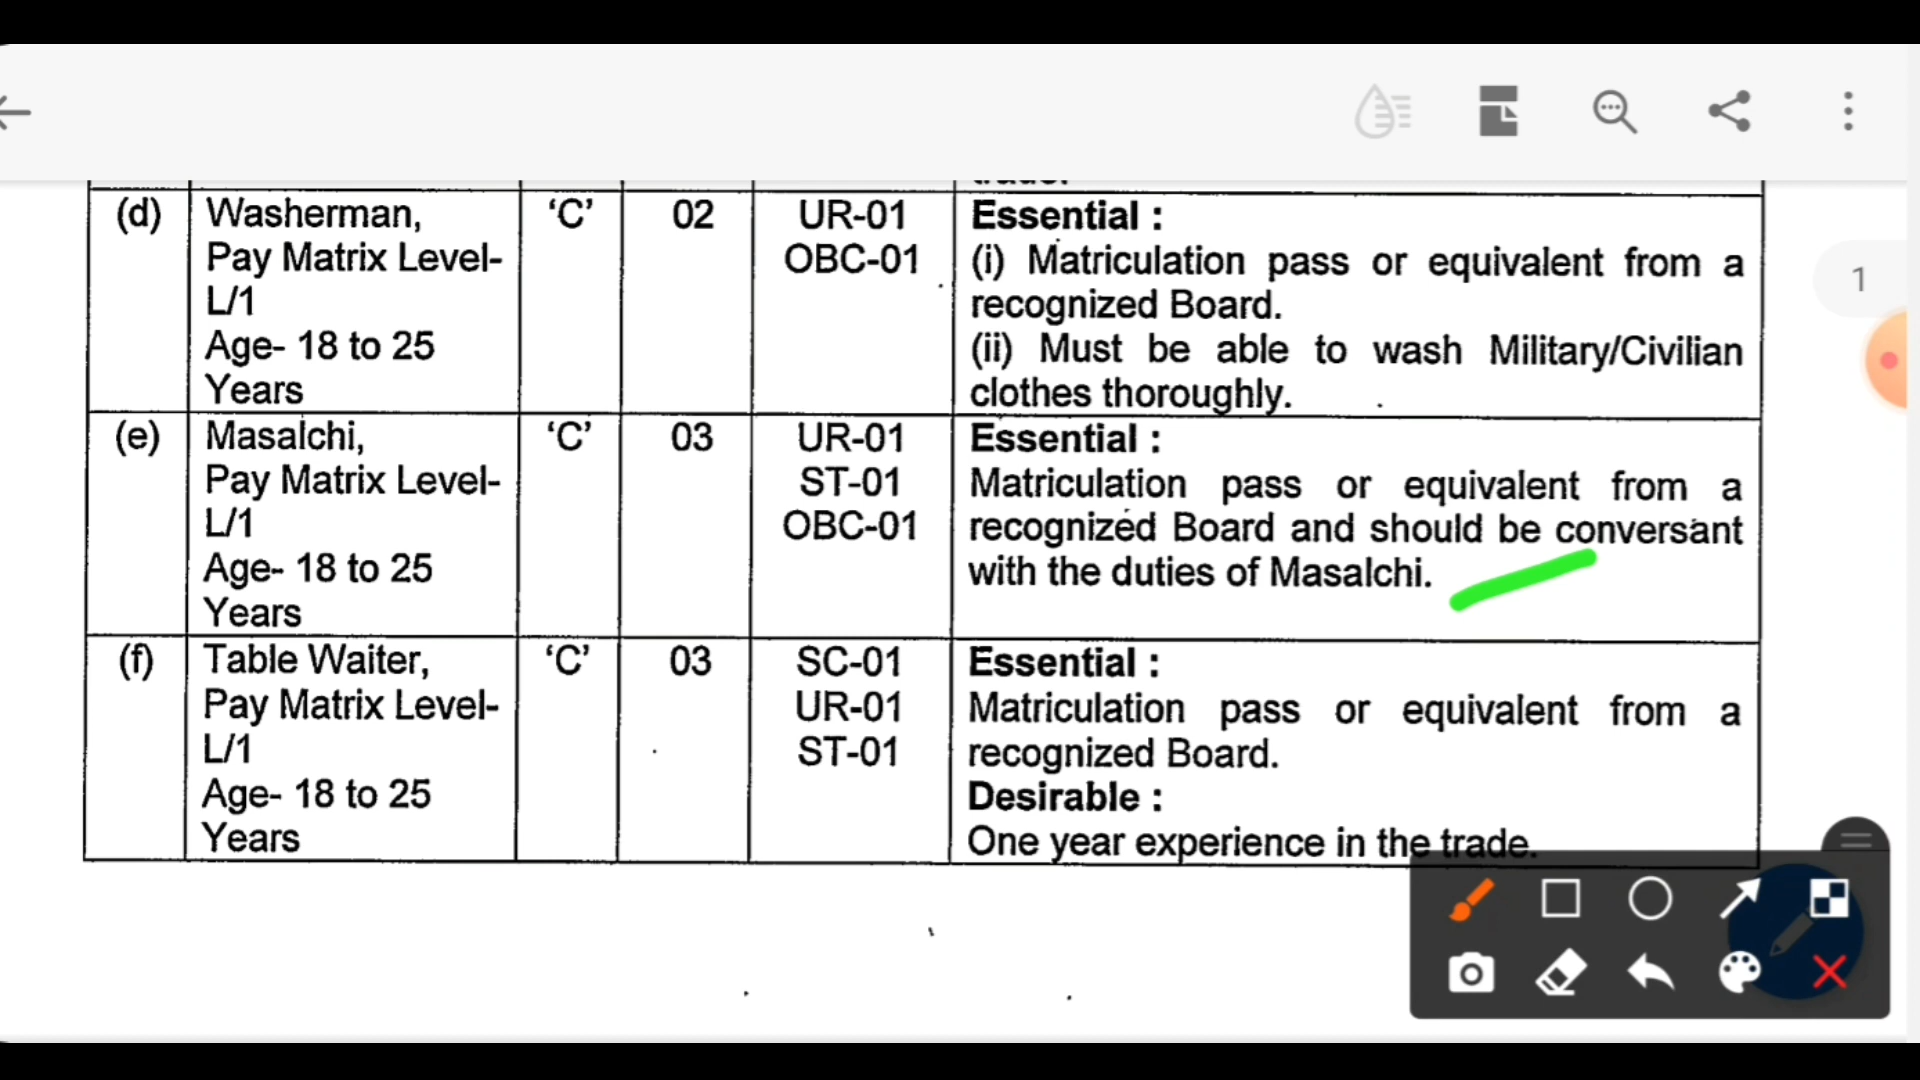 (d)
Washerman,
Pay Matrix Level-
L/1
Age- 18 to 25
Years
‘C’
02
UR-01
OBC-01
Essential :
(i) Matriculation pass or equivalent from a
recognized Board.
(ii) Must be able to wash Military/Civilian
clothes thoroughly.
(e)
Masalchi,
Pay Matrix Level-
L/1
Age- 18 to 25
Years
‘C’
03
UR-01
ST-01
OBC-01
Essential :
Matriculation pass or equivalent from a
recognized Board and should be conversant
with the duties of Masalchi.
(f)
Table Waiter,
Pay Matrix Level-
L/1
Age- 18 to 25
Years
‘C’
03
SC-01
UR-01
ST-01
Essential :
Matriculation pass or equivalent from a
recognized Board.
Desirable :
One year experience in the trade.
1